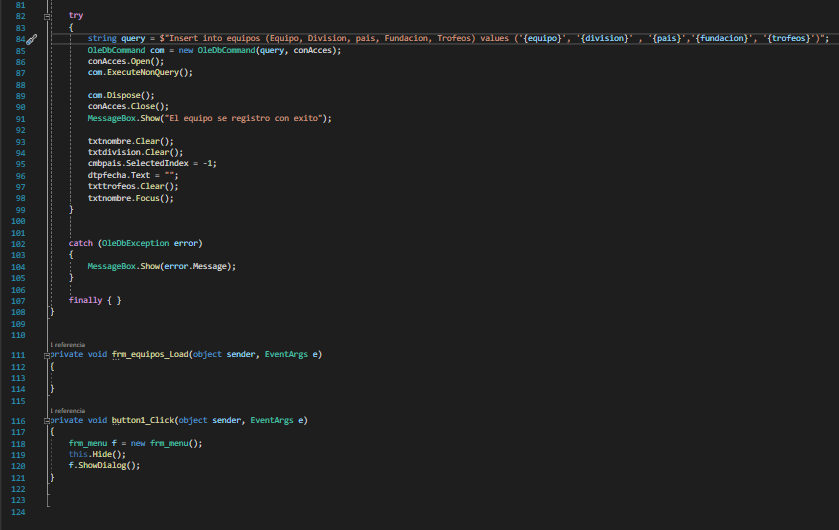 81
82 try
83 {
84 string query = $"Insert into equipos (Equipo, Division, pais, Fundacion, Trofeos) values ('{equipo}', '{division}' , '{pais}','{fundacion}', '{trofeos}')";
85 OleDbCommand com = new OleDbCommand(query, conAcces);
86 conAcces.Open();
87 com.ExecuteNonQuery();
88
89 com.Dispose();
90 conAcces.Close();
91 MessageBox.Show("El equipo se registro con exito");
92
93 txtnombre.Clear();
94 txtdivision.Clear();
95 cmbpais.SelectedIndex = -1;
96 dtpfecha.Text = "";
97 txttrofeos.Clear();
98 txtnombre.Focus();
99 }
100
101
102 catch (OleDbException error)
103 {
104 MessageBox.Show(error.Message);
105 }
106
107 finally { }
108 }
109
110
1 referencia
111 private void frm_equipos_Load(object sender, EventArgs e)
112 {
113
114 }
115
1 referencia
116 private void button1_Click(object sender, EventArgs e)
117 {
118 frm_menu f = new frm_menu();
119 this.Hide();
120 f.ShowDialog();
121 }
122
123
124